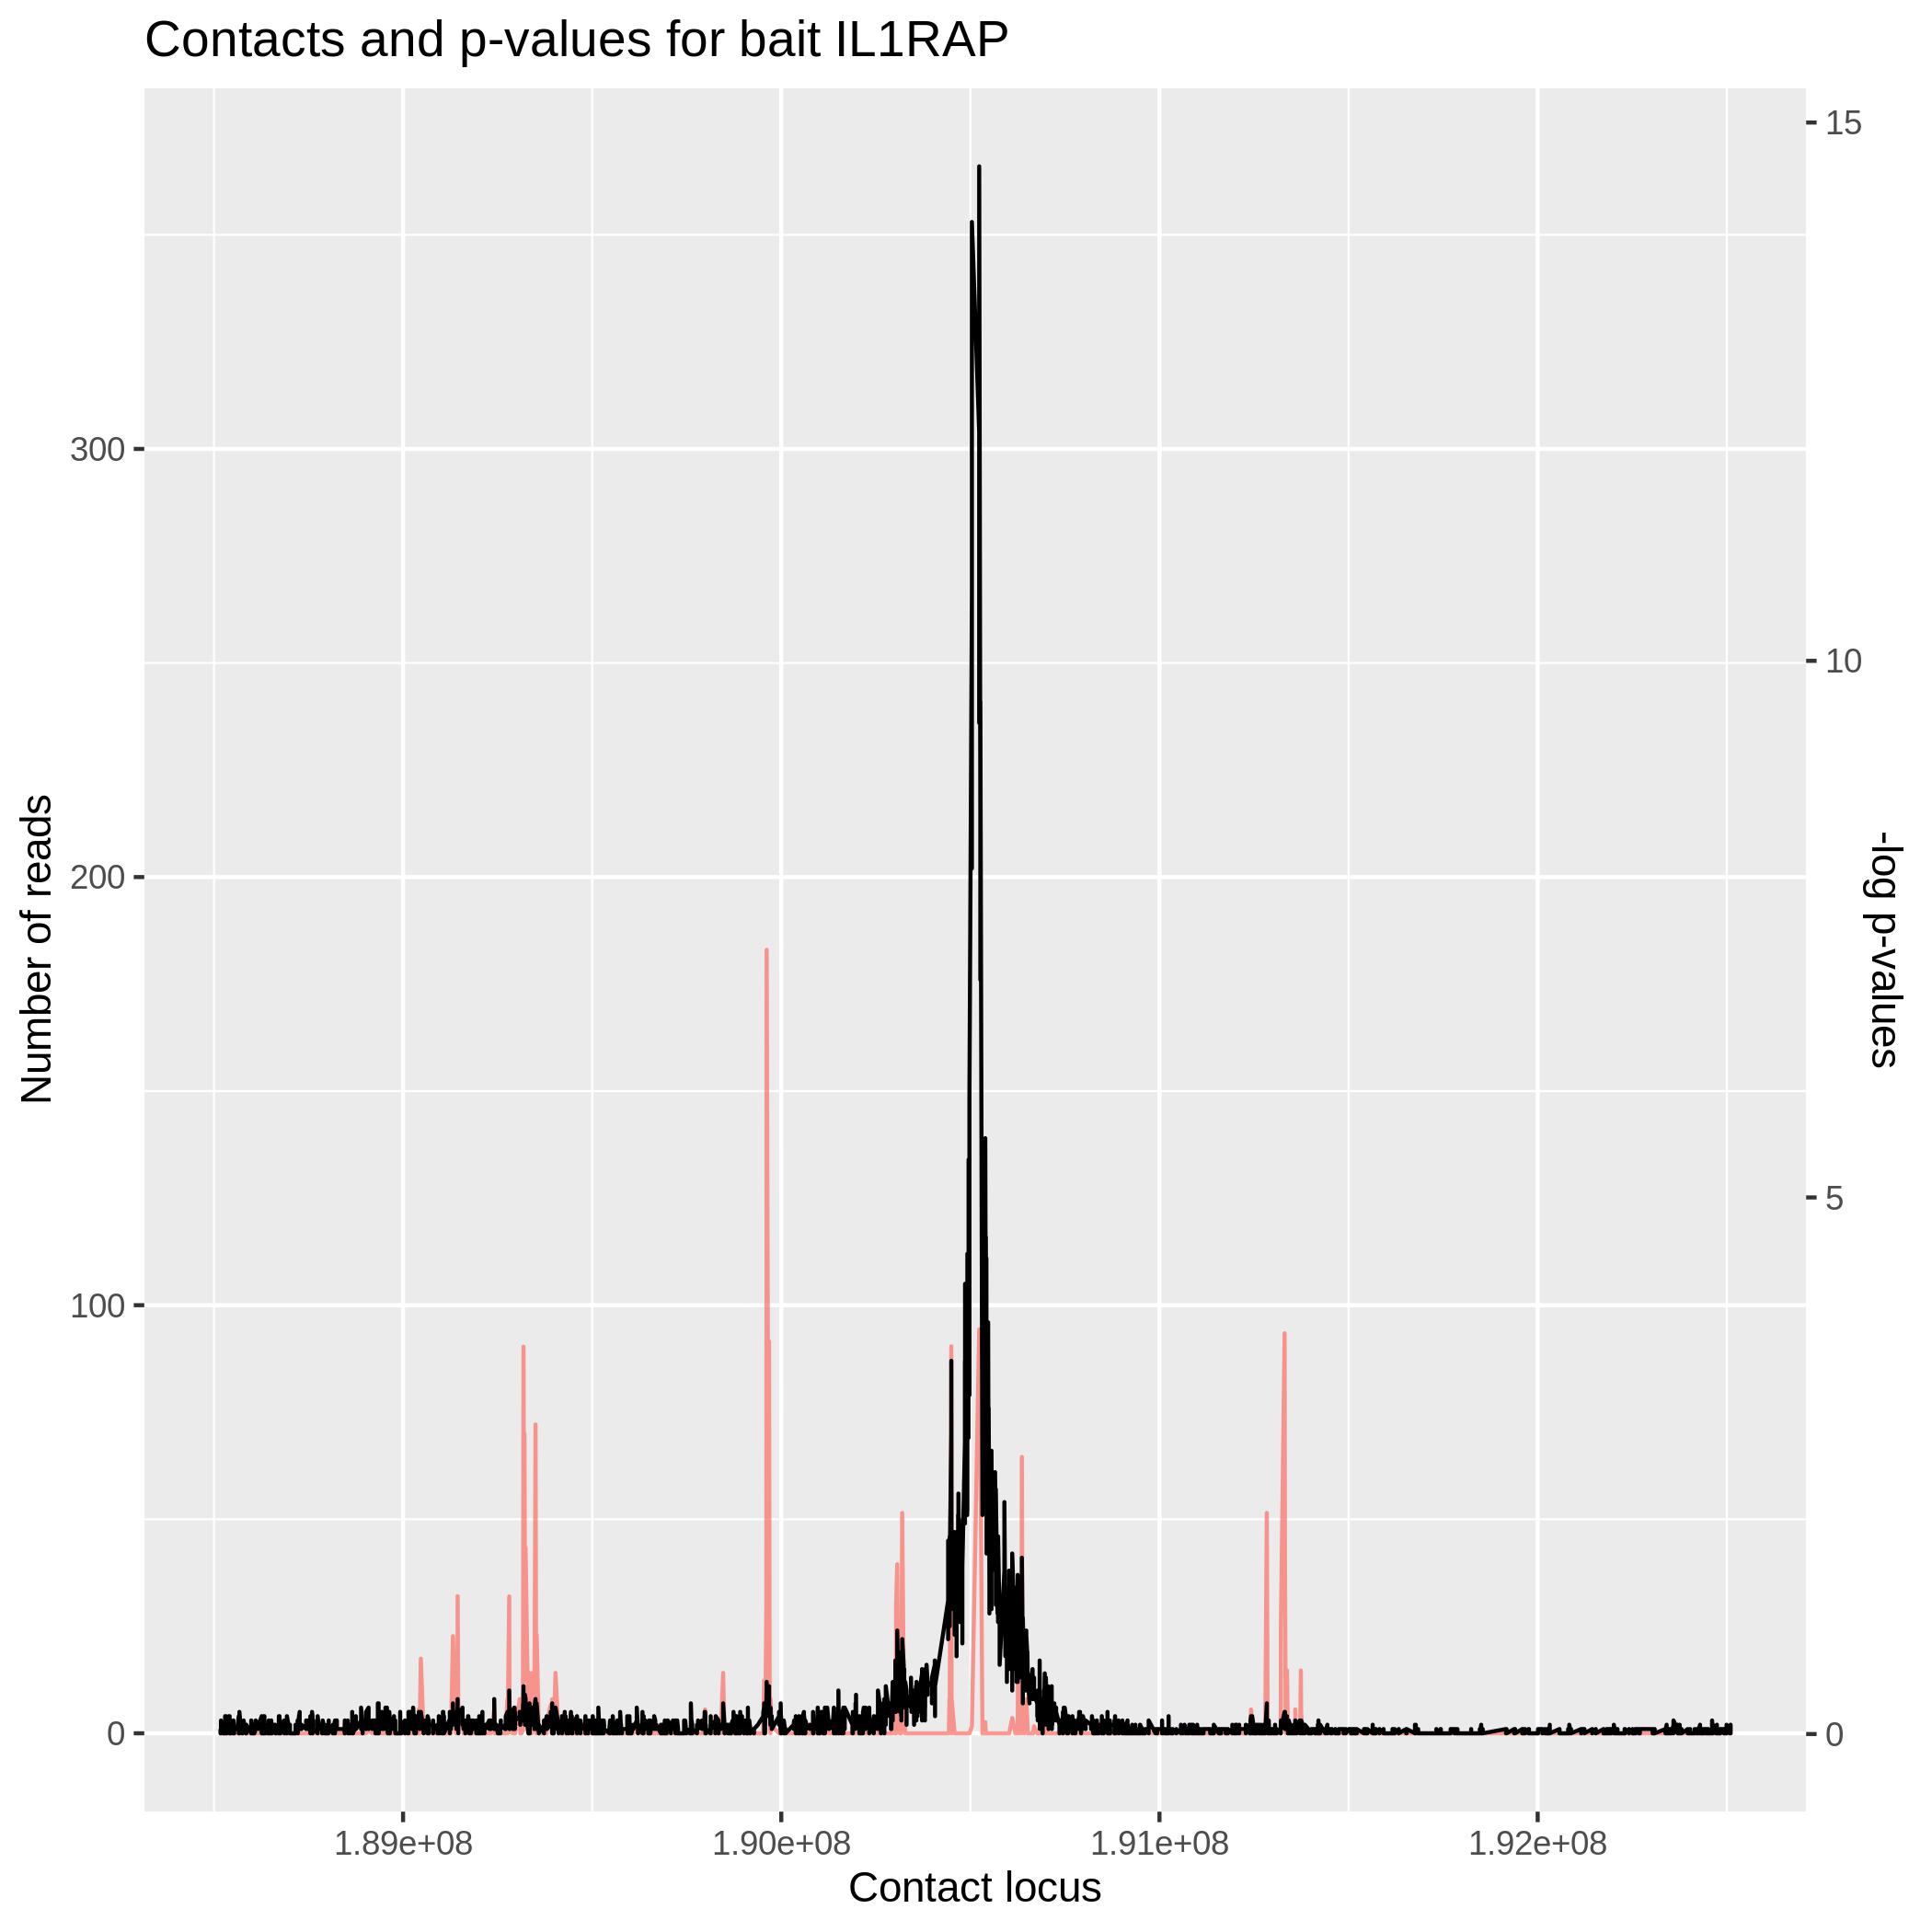 Contacts and p-values for bait IL1RAP
15
300
10
200
Number of reads
-log p-values
5
100
0
0
1.89e+08
1.90e+08
1.91e+08
1.92e+08
Contact locus